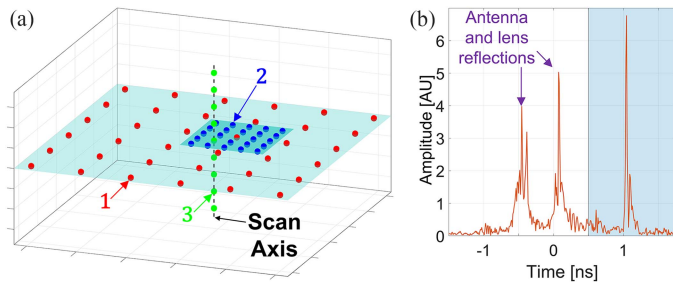 (a)
2
1
3
Scan
Axis
(b)
Antenna
and lens
reflections
Amplitude [AU]
7
6
5
4
3
2
1
0
-1
0
1
Time [ns]